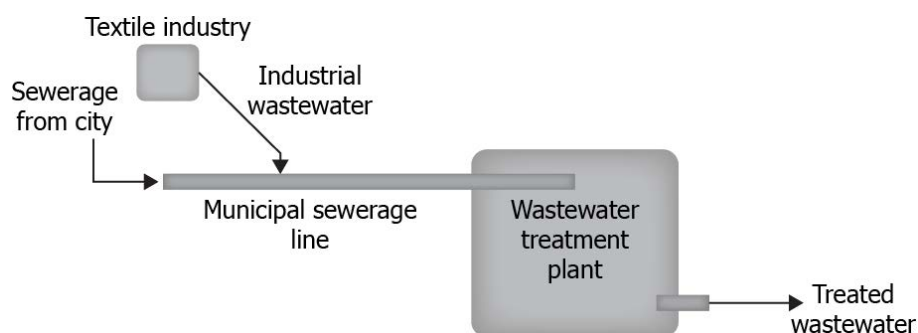 Textile industry
Industrial
wastewater
Sewerage
from city
Municipal sewerage
line
Wastewater
treatment
plant
Treated
wastewater